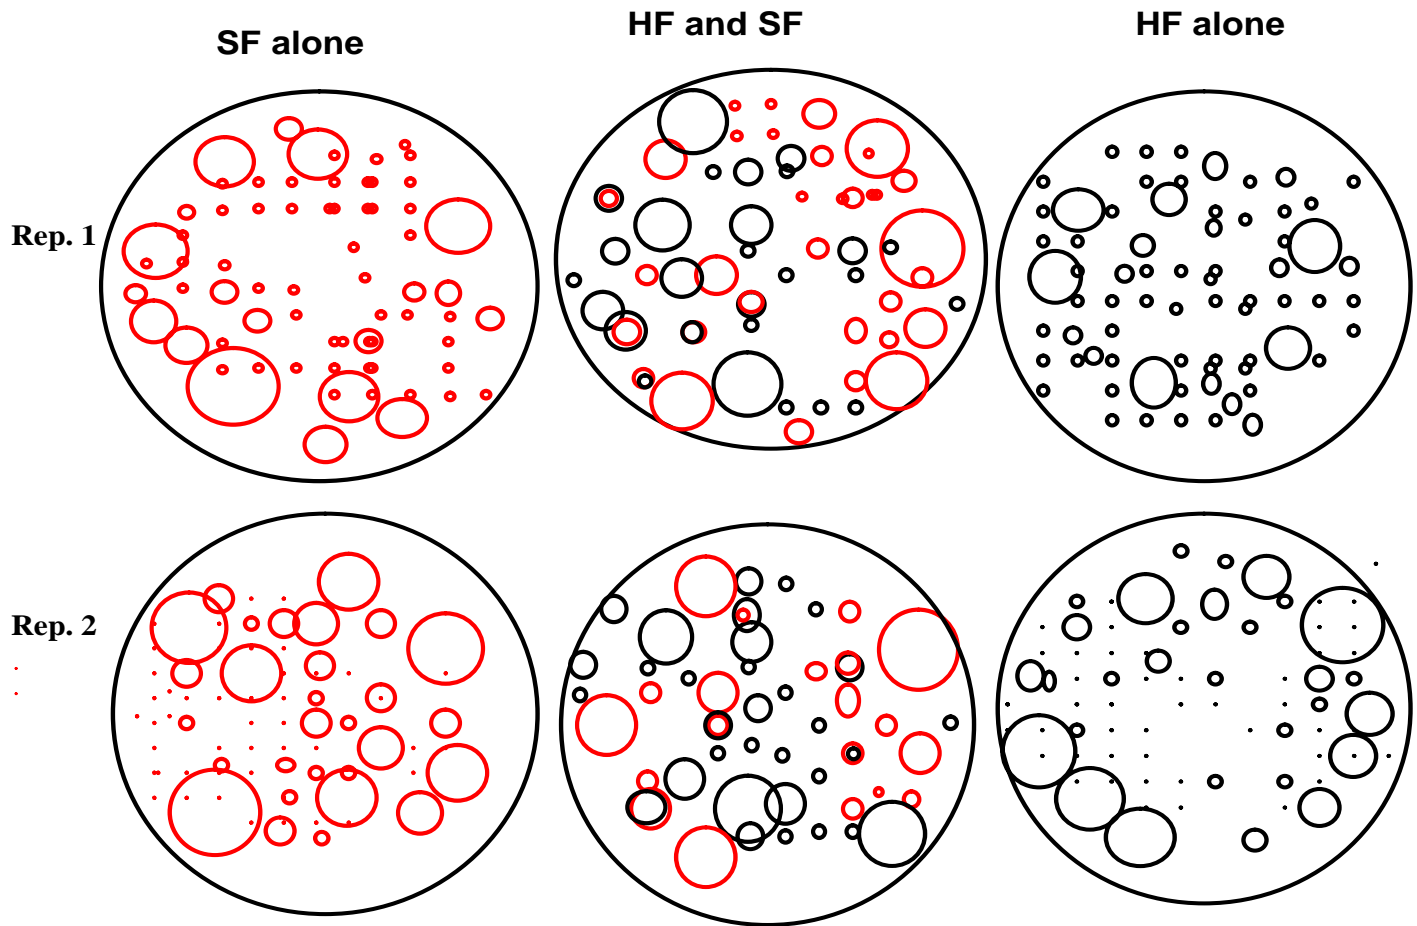 SF alone
HF and SF
HF alone
Rep. 1
Rep. 2